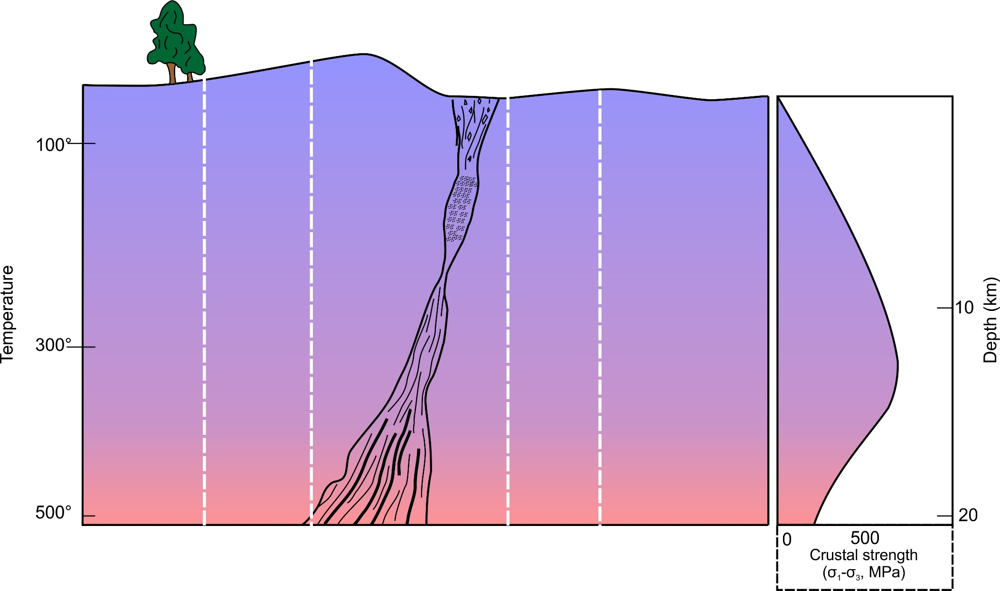 100°
300°
500°
Temperature
10
20
Depth (km)
0
500
Crustal strength
(σ₁-σ₃, MPa)